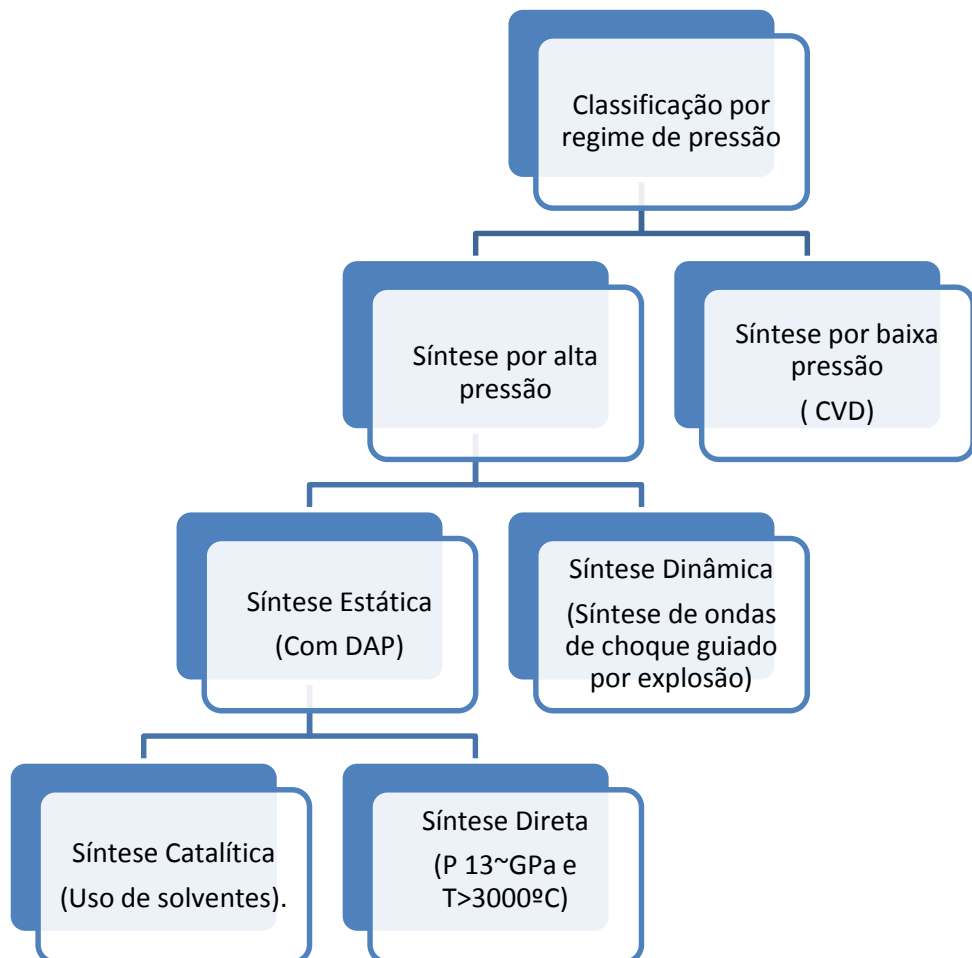 Classificação por
regime de pressão
Síntese por alta
pressão
Síntese por baixa
pressão
( CVD)
Síntese Estática
(Com DAP)
Síntese Dinâmica
(Síntese de ondas
de choque guiado
por explosão)
Síntese Catalítica
(Uso de solventes).
Síntese Direta
(P 13~GPa e
T>3000ºC)